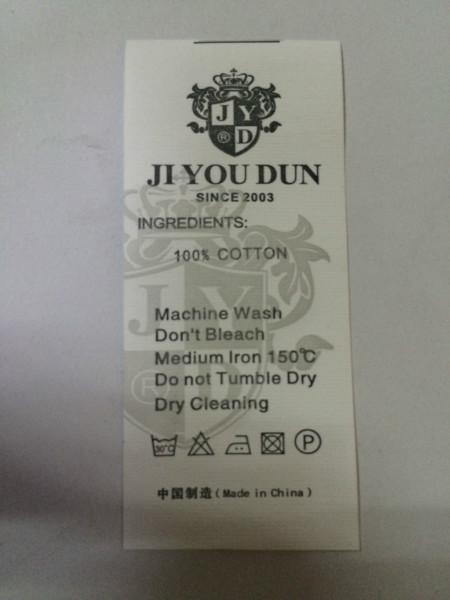 J Y
® D
JI YOU DUN
SINCE 2003
INGREDIENTS:
100% COTTON
Machine Wash
Don't Bleach
Medium Iron 150℃
Do not Tumble Dry
Dry Cleaning
30°C P
中国制造(Made in China)
J Y
® D